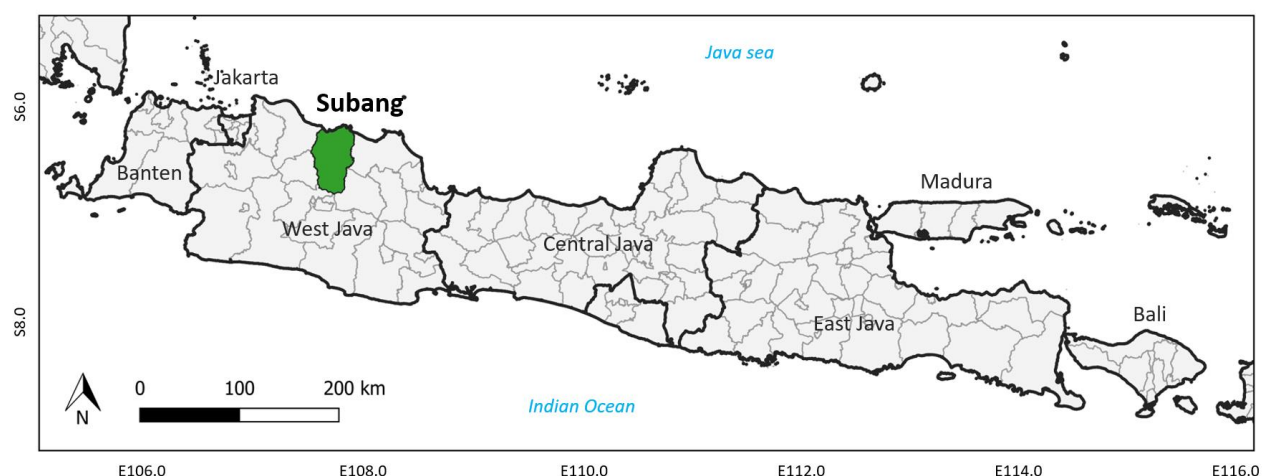 Java sea
Jakarta
Subang
S6.0
Banten
Madura
West Java
Central Java
S8.0
East Java
Bali
0 100 200 km
N
Indian Ocean
E106.0 E108.0 E110.0 E112.0 E114.0 E116.0